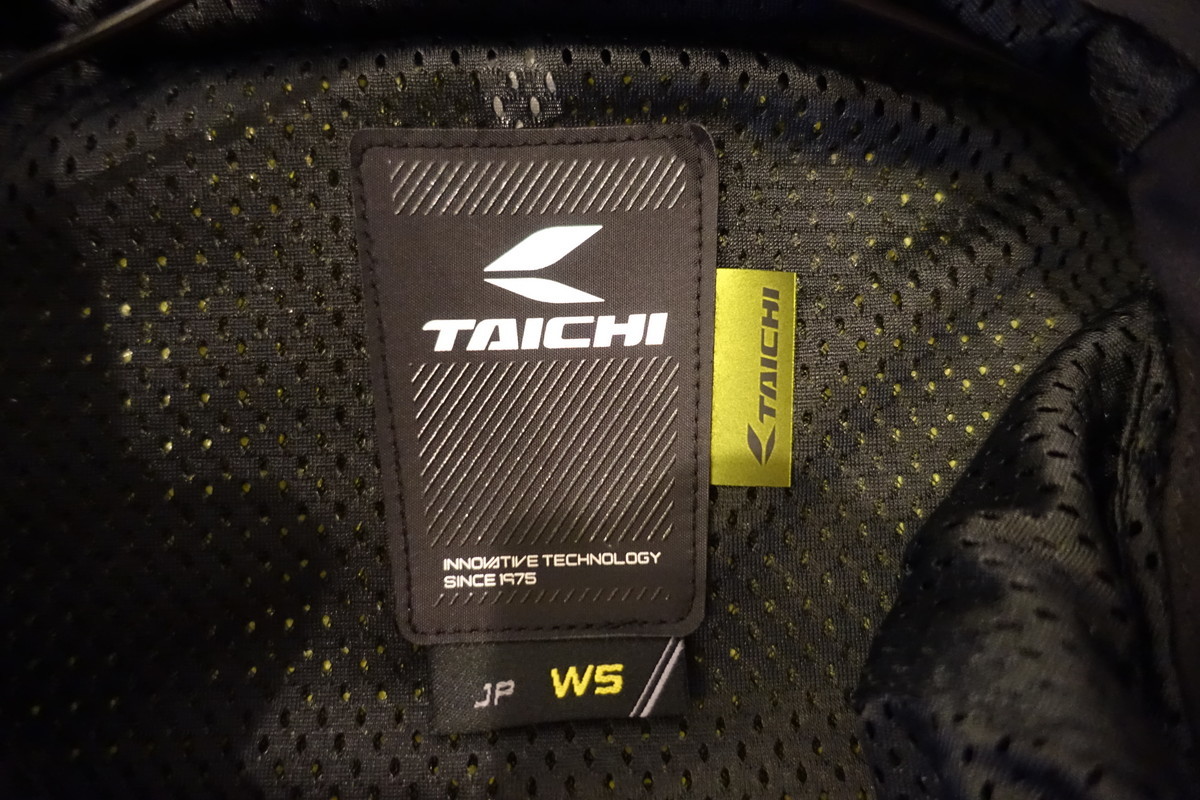 TAICHI
TAICHI
INNOVATIVE TECHNOLOGY
SINCE 1975
JP WS